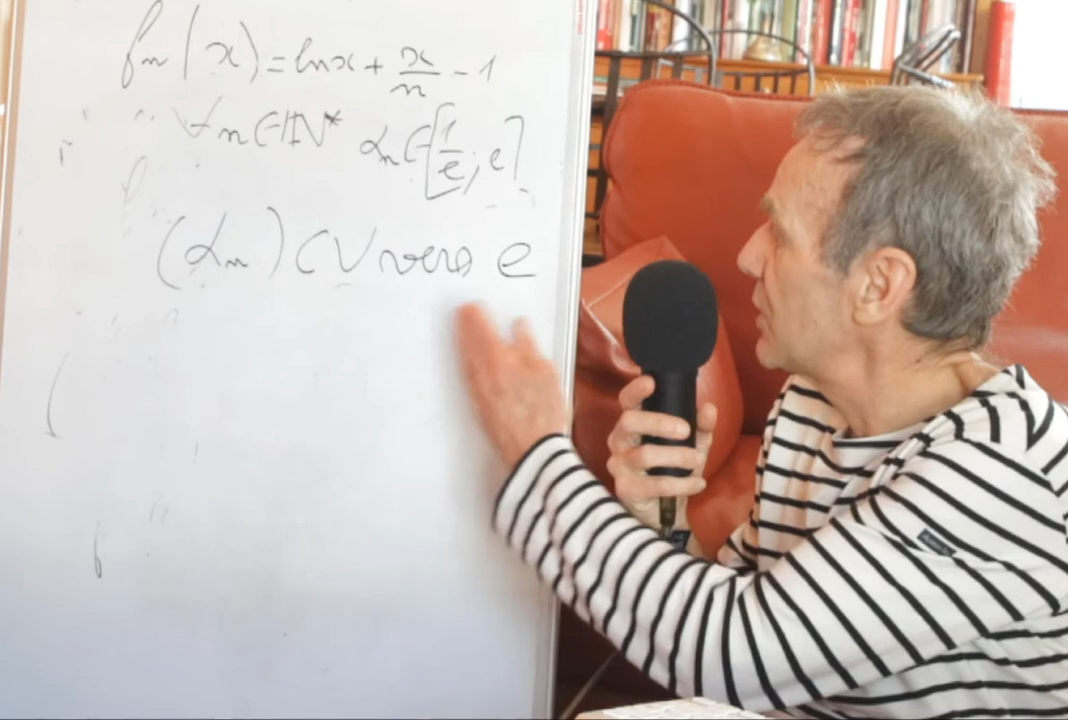 fn(x) = ln x + x/n - 1
∀n∈ℕ* αn∈[1/e; e]
(αn) CV vers e